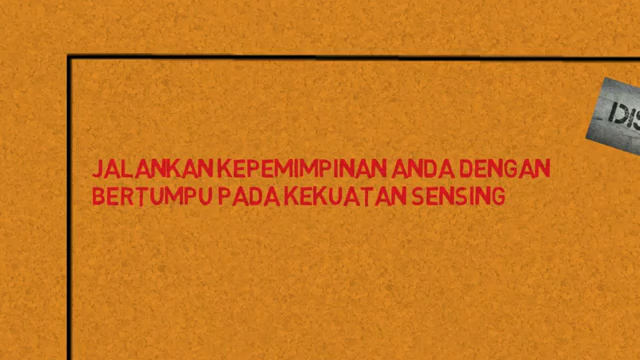 JALANKAN KEPEMIMPINAN ANDA DENGAN
BERTUMPU PADA KEKUATAN SENSING